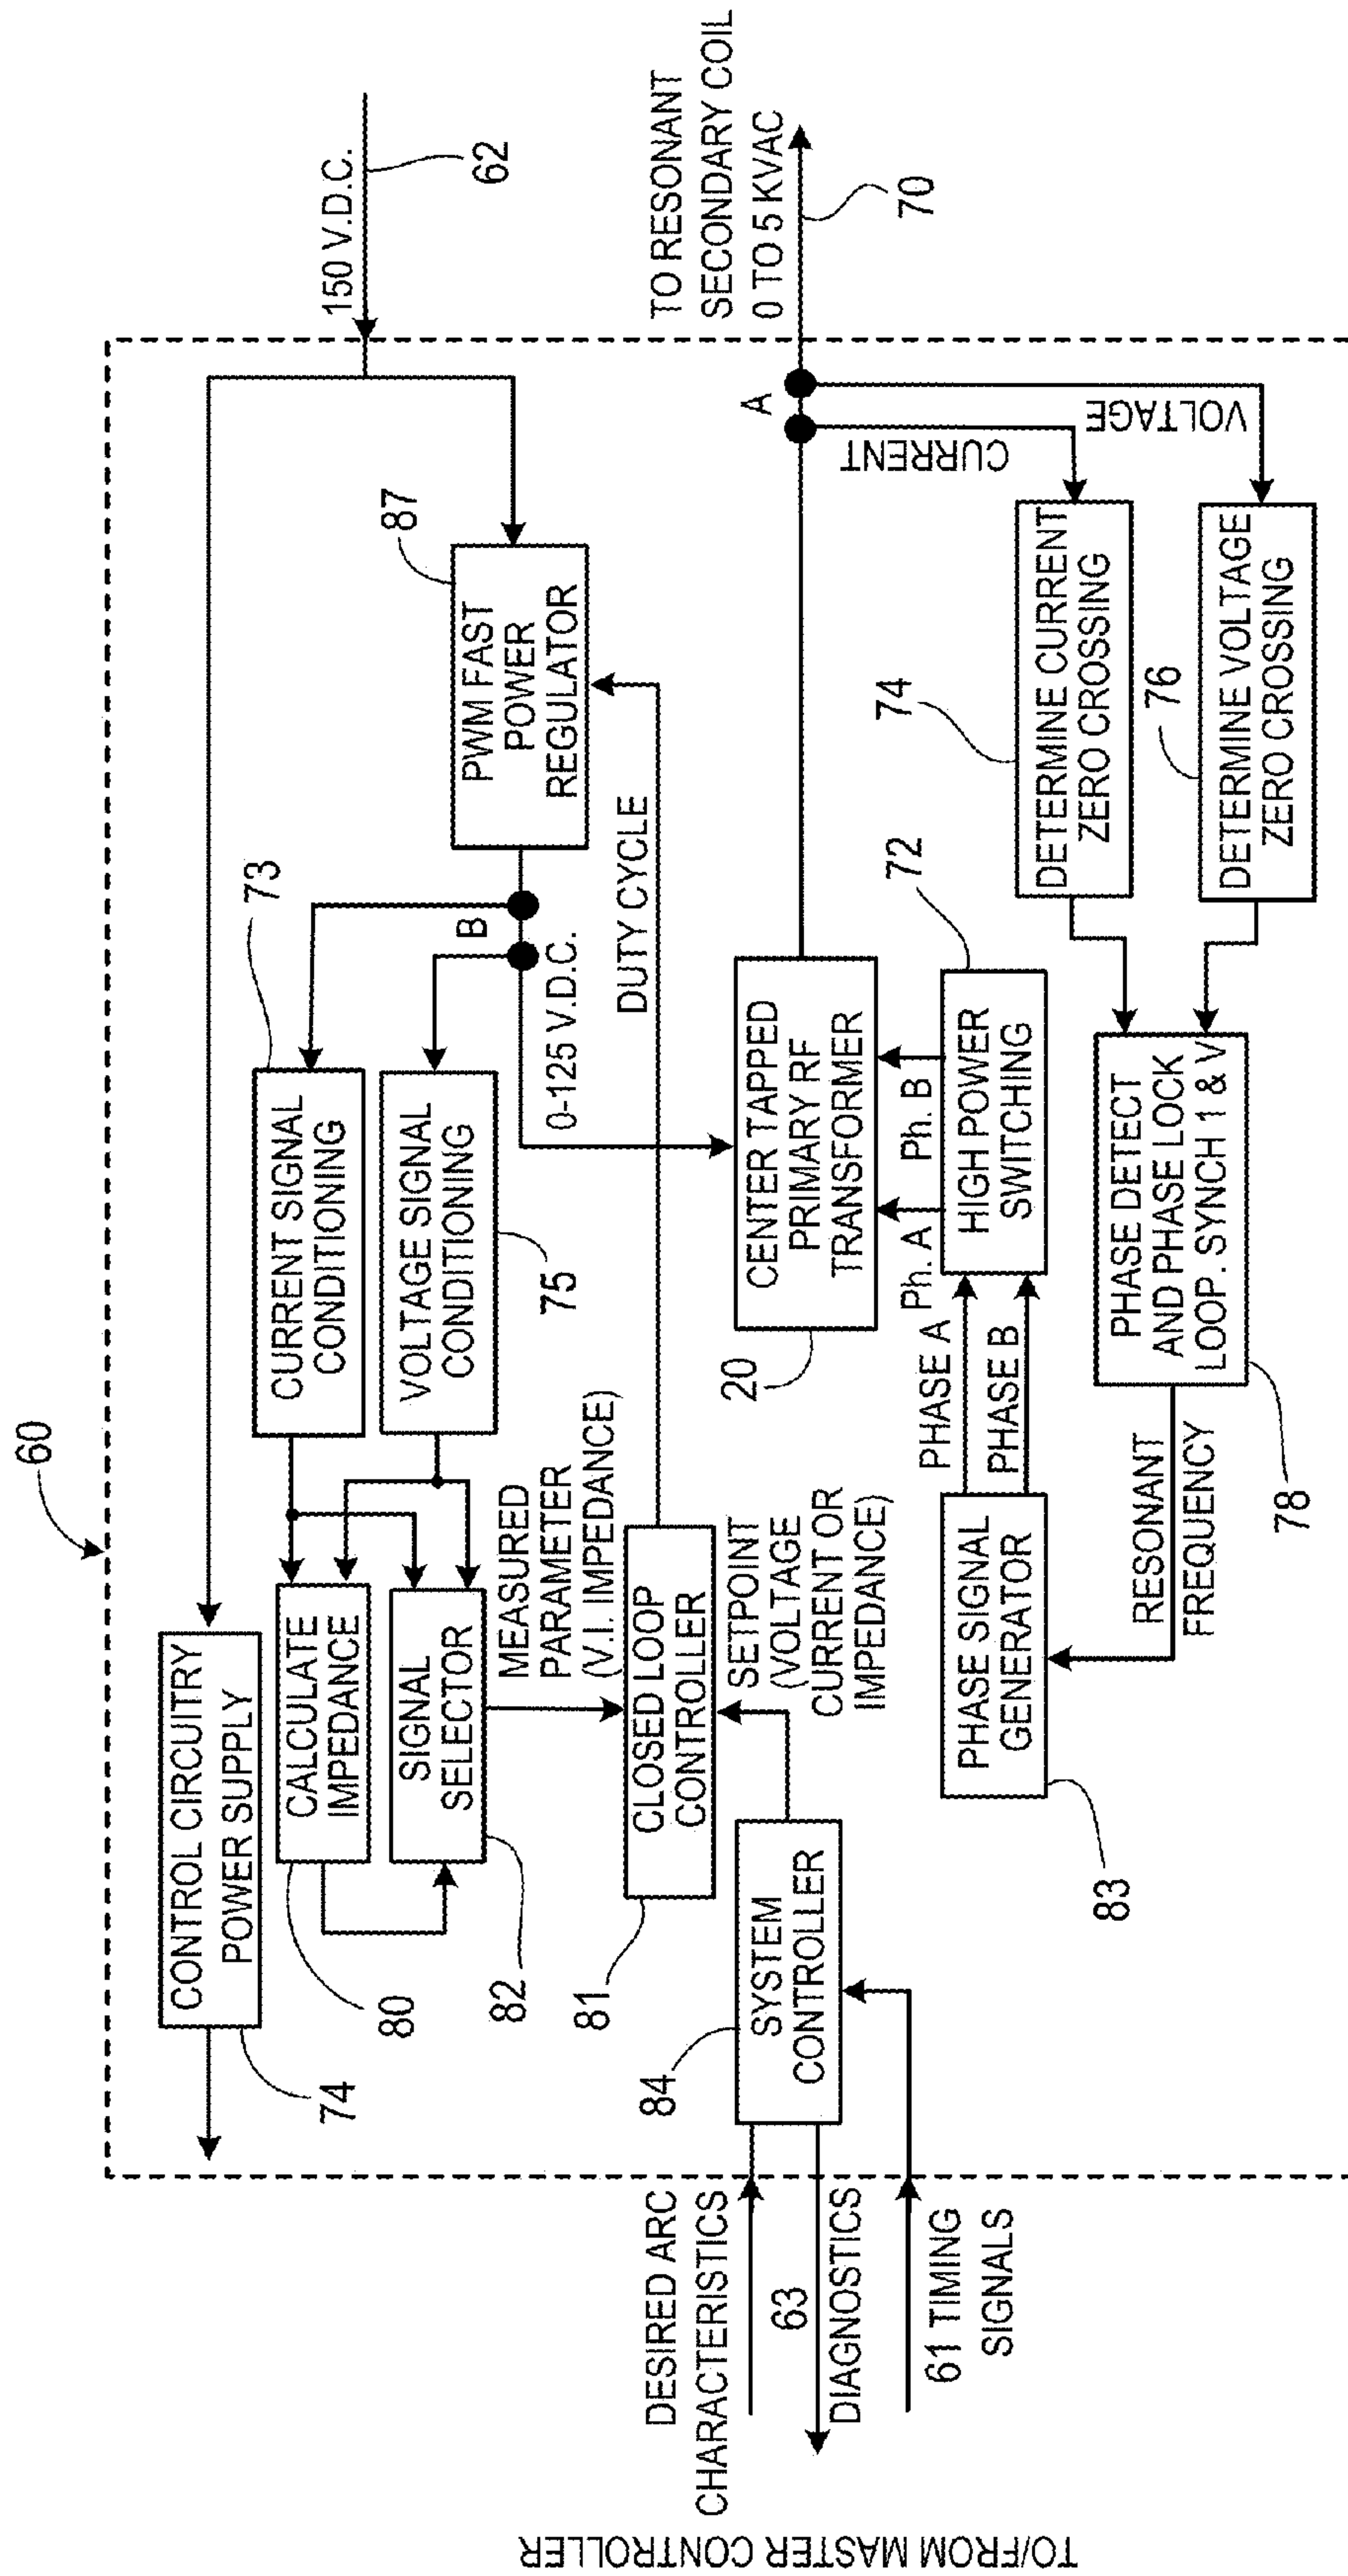 60
150 V.D.C.
62
CONTROL CIRCUITRY
POWER SUPPLY
74
CURRENT SIGNAL
CONDITIONING
73
CALCULATE
IMPEDANCE
80
VOLTAGE SIGNAL
CONDITIONING
75
SIGNAL
SELECTOR
82
B
PWM FAST
POWER
REGULATOR
87
0-125 V.D.C.
MEASURED
PARAMETER
(V.I. IMPEDANCE)
DUTY CYCLE
CLOSED LOOP
CONTROLLER
81
SETPOINT
(VOLTAGE
CURRENT OR
IMPEDANCE)
TO/FROM MASTER CONTROLLER
DESIRED ARC
CHARACTERISTICS
63
DIAGNOSTICS
61 TIMING
SIGNALS
SYSTEM
CONTROLLER
84
CENTER TAPPED
PRIMARY RF
TRANSFORMER
20
A
TO RESONANT
SECONDARY COIL
0 TO 5 KVAC
70
CURRENT
VOLTAGE
Ph. A
Ph. B
HIGH POWER
SWITCHING
72
PHASE A
PHASE B
PHASE SIGNAL
GENERATOR
83
DETERMINE CURRENT
ZERO CROSSING
74
DETERMINE VOLTAGE
ZERO CROSSING
76
PHASE DETECT
AND PHASE LOCK
LOOP. SYNCH 1 & V
78
RESONANT
FREQUENCY